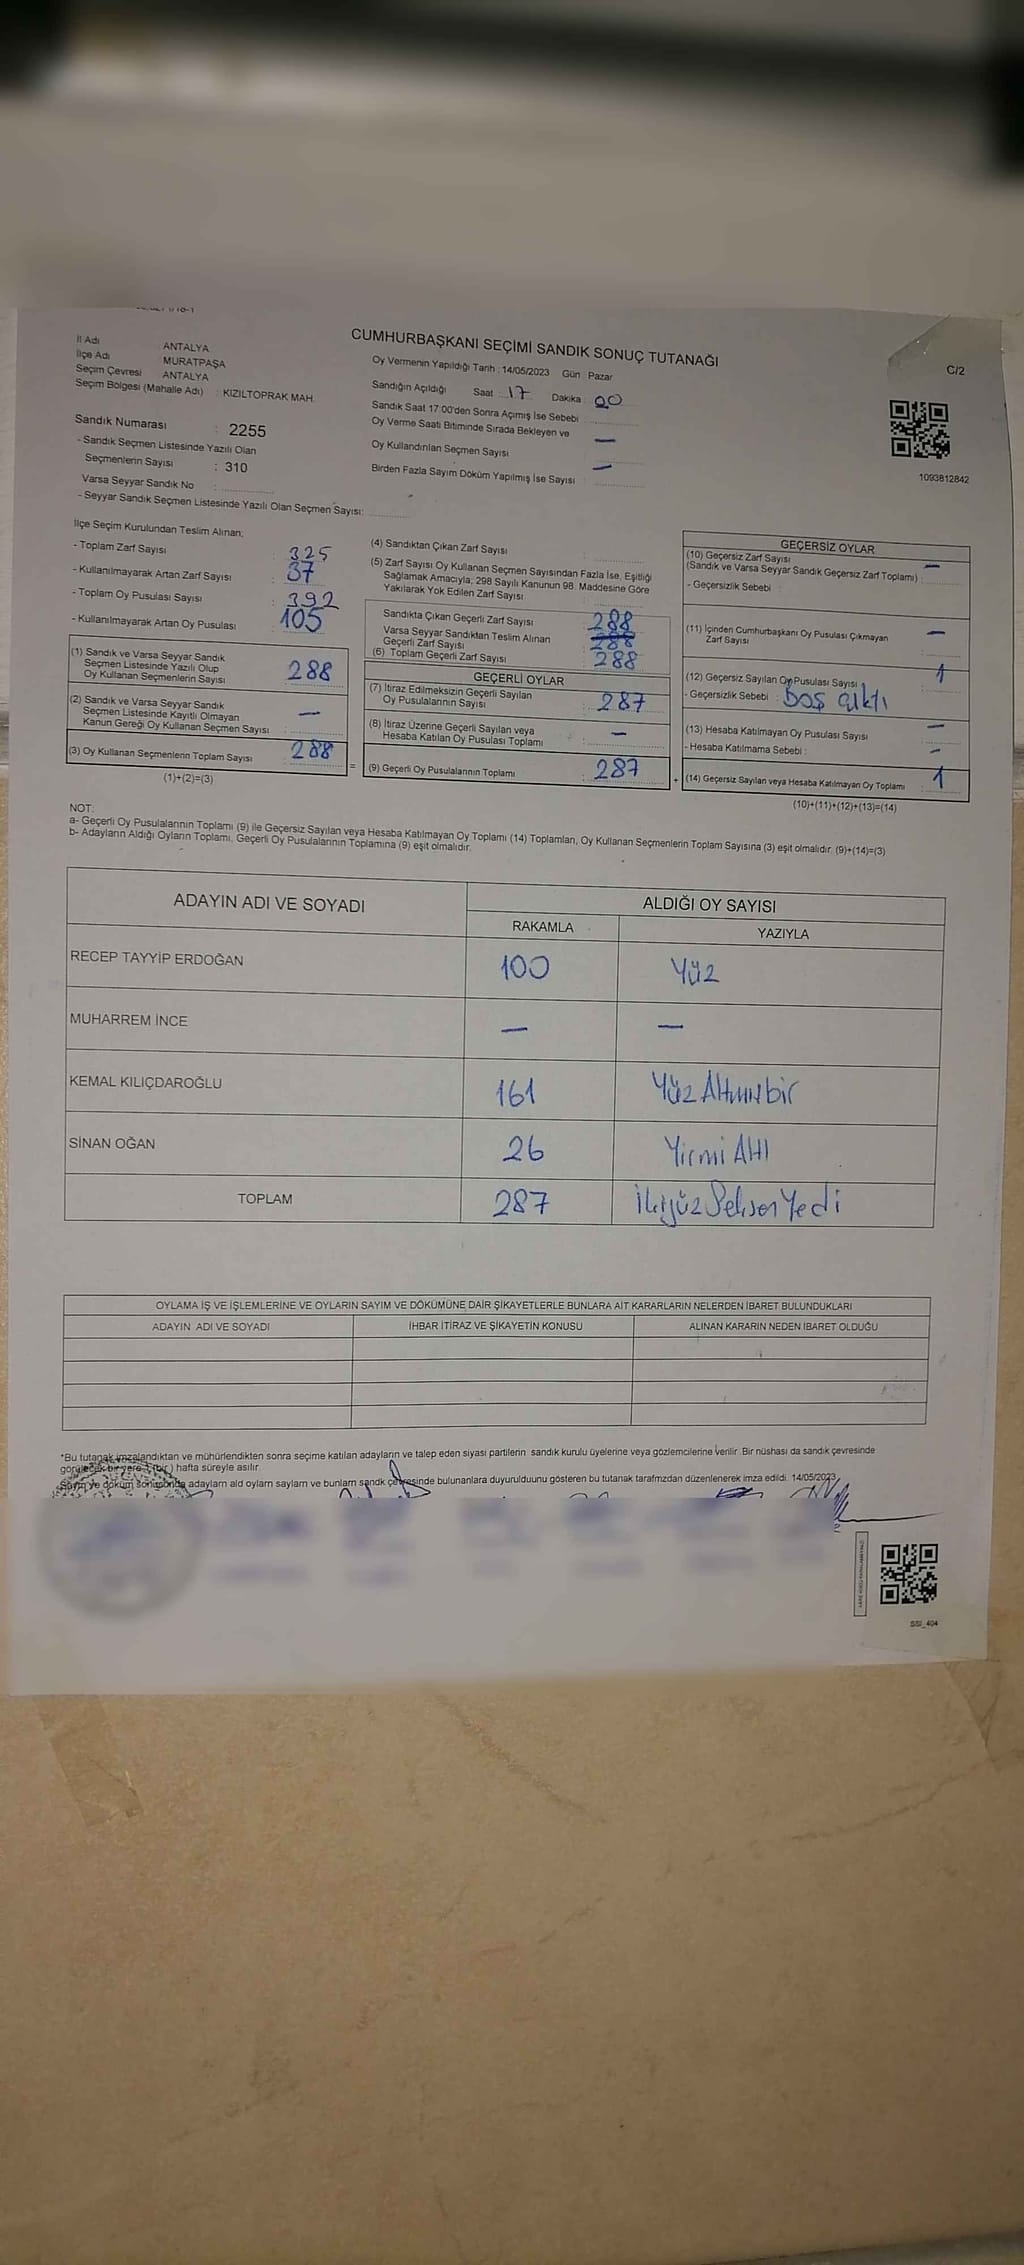 CUMHURBAŞKANI SEÇİMİ SANDIK SONUÇ TUTANAĞI
C/2
İl Adı ANTALYA
İlçe Adı MURATPAŞA
Seçim Çevresi ANTALYA
Seçim Bölgesi (Mahalle Adı) : KIZILTOPRAK MAH.
Sandık Numarası : 2255
- Sandık Seçmen Listesinde Yazılı Olan
Seçmenlerin Sayısı : 310
Varsa Seyyar Sandık No :
- Seyyar Sandık Seçmen Listesinde Yazılı Olan Seçmen Sayısı:
Oy Vermenin Yapıldığı Tarih : 14/05/2023 Gün : Pazar
Sandığın Açıldığı Saat : 17 Dakika : 00
Sandık Saat 17:00'den Sonra Açımış İse Sebebi
Oy Verme Saati Bitiminde Sırada Bekleyen ve
Oy Kullandırılan Seçmen Sayısı —
Birden Fazla Sayım Döküm Yapılmış İse Sayısı : —
1093812842
İlçe Seçim Kurulundan Teslim Alınan;
- Toplam Zarf Sayısı : 325
- Kullanılmayarak Artan Zarf Sayısı : 37
- Toplam Oy Pusulası Sayısı : 392
- Kullanılmayarak Artan Oy Pusulası : 105
(1) Sandık ve Varsa Seyyar Sandık
Seçmen Listesinde Yazılı Olup
Oy Kullanan Seçmenlerin Sayısı : 288
(2) Sandık ve Varsa Seyyar Sandık
Seçmen Listesinde Kayıtlı Olmayan
Kanun Gereği Oy Kullanan Seçmen Sayısı : —
(3) Oy Kullanan Seçmenlerin Toplam Sayısı : 288
(1)+(2)=(3)
=
(4) Sandıktan Çıkan Zarf Sayısı :
(5) Zarf Sayısı Oy Kullanan Seçmen Sayısından Fazla İse, Eşitliği
Sağlamak Amacıyla; 298 Sayılı Kanunun 98. Maddesine Göre
Yakılarak Yok Edilen Zarf Sayısı :
Sandıkta Çıkan Geçerli Zarf Sayısı : 288
Varsa Seyyar Sandıktan Teslim Alınan
Geçerli Zarf Sayısı : 288
(6) Toplam Geçerli Zarf Sayısı : 288
GEÇERLİ OYLAR
(7) İtiraz Edilmeksizin Geçerli Sayılan
Oy Pusulalarının Sayısı : 287
(8) İtiraz Üzerine Geçerli Sayılan veya
Hesaba Katılan Oy Pusulası Toplamı : —
(9) Geçerli Oy Pusulalarının Toplamı : 287
+
GEÇERSİZ OYLAR
(10) Geçersiz Zarf Sayısı
(Sandık ve Varsa Seyyar Sandık Geçersiz Zarf Toplamı) : —
- Geçersizlik Sebebi :
(11) İçinden Cumhurbaşkanı Oy Pusulası Çıkmayan
Zarf Sayısı : —
(12) Geçersiz Sayılan Oy Pusulası Sayısı : 1
- Geçersizlik Sebebi : Boş çıktı
(13) Hesaba Katılmayan Oy Pusulası Sayısı : —
- Hesaba Katılmama Sebebi : —
(14) Geçersiz Sayılan veya Hesaba Katılmayan Oy Toplamı : 1
(10)+(11)+(12)+(13)=(14)
NOT:
a- Geçerli Oy Pusulalarının Toplamı (9) ile Geçersiz Sayılan veya Hesaba Katılmayan Oy Toplamı (14) Toplamları, Oy Kullanan Seçmenlerin Toplam Sayısına (3) eşit olmalıdır. (9)+(14)=(3)
b- Adayların Aldığı Oyların Toplamı, Geçerli Oy Pusulalarının Toplamına (9) eşit olmalıdır.
ADAYIN ADI VE SOYADI ALDIĞI OY SAYISI
RAKAMLA YAZIYLA
RECEP TAYYİP ERDOĞAN 100 Yüz
MUHARREM İNCE — —
KEMAL KILIÇDAROĞLU 161 Yüz Altmışbir
SİNAN OĞAN 26 Yirmi Altı
TOPLAM 287 İkiyüz Seksen Yedi
OYLAMA İŞ VE İŞLEMLERİNE VE OYLARIN SAYIM VE DÖKÜMÜNE DAİR ŞİKAYETLERLE BUNLARA AİT KARARLARIN NELERDEN İBARET BULUNDUKLARI
ADAYIN ADI VE SOYADI İHBAR İTİRAZ VE ŞİKAYETİN KONUSU ALINAN KARARIN NEDEN İBARET OLDUĞU
*Bu tutanak imzalandıktan ve mühürlendikten sonra seçime katılan adayların ve talep eden siyasi partilerin sandık kurulu üyelerine veya gözlemcilerine verilir. Bir nüshası da sandık çevresinde
görülecek bir yere 1 (bir) hafta süreyle asılır.
Sayım ve döküm sonucunda adaylarn ald oylarn saylarn ve bunlarn sandk çevresinde bulunanlara duyurulduunu gösteren bu tutanak tarafmzdan düzenlenerek imza edildi. 14/05/2023
SSI_404